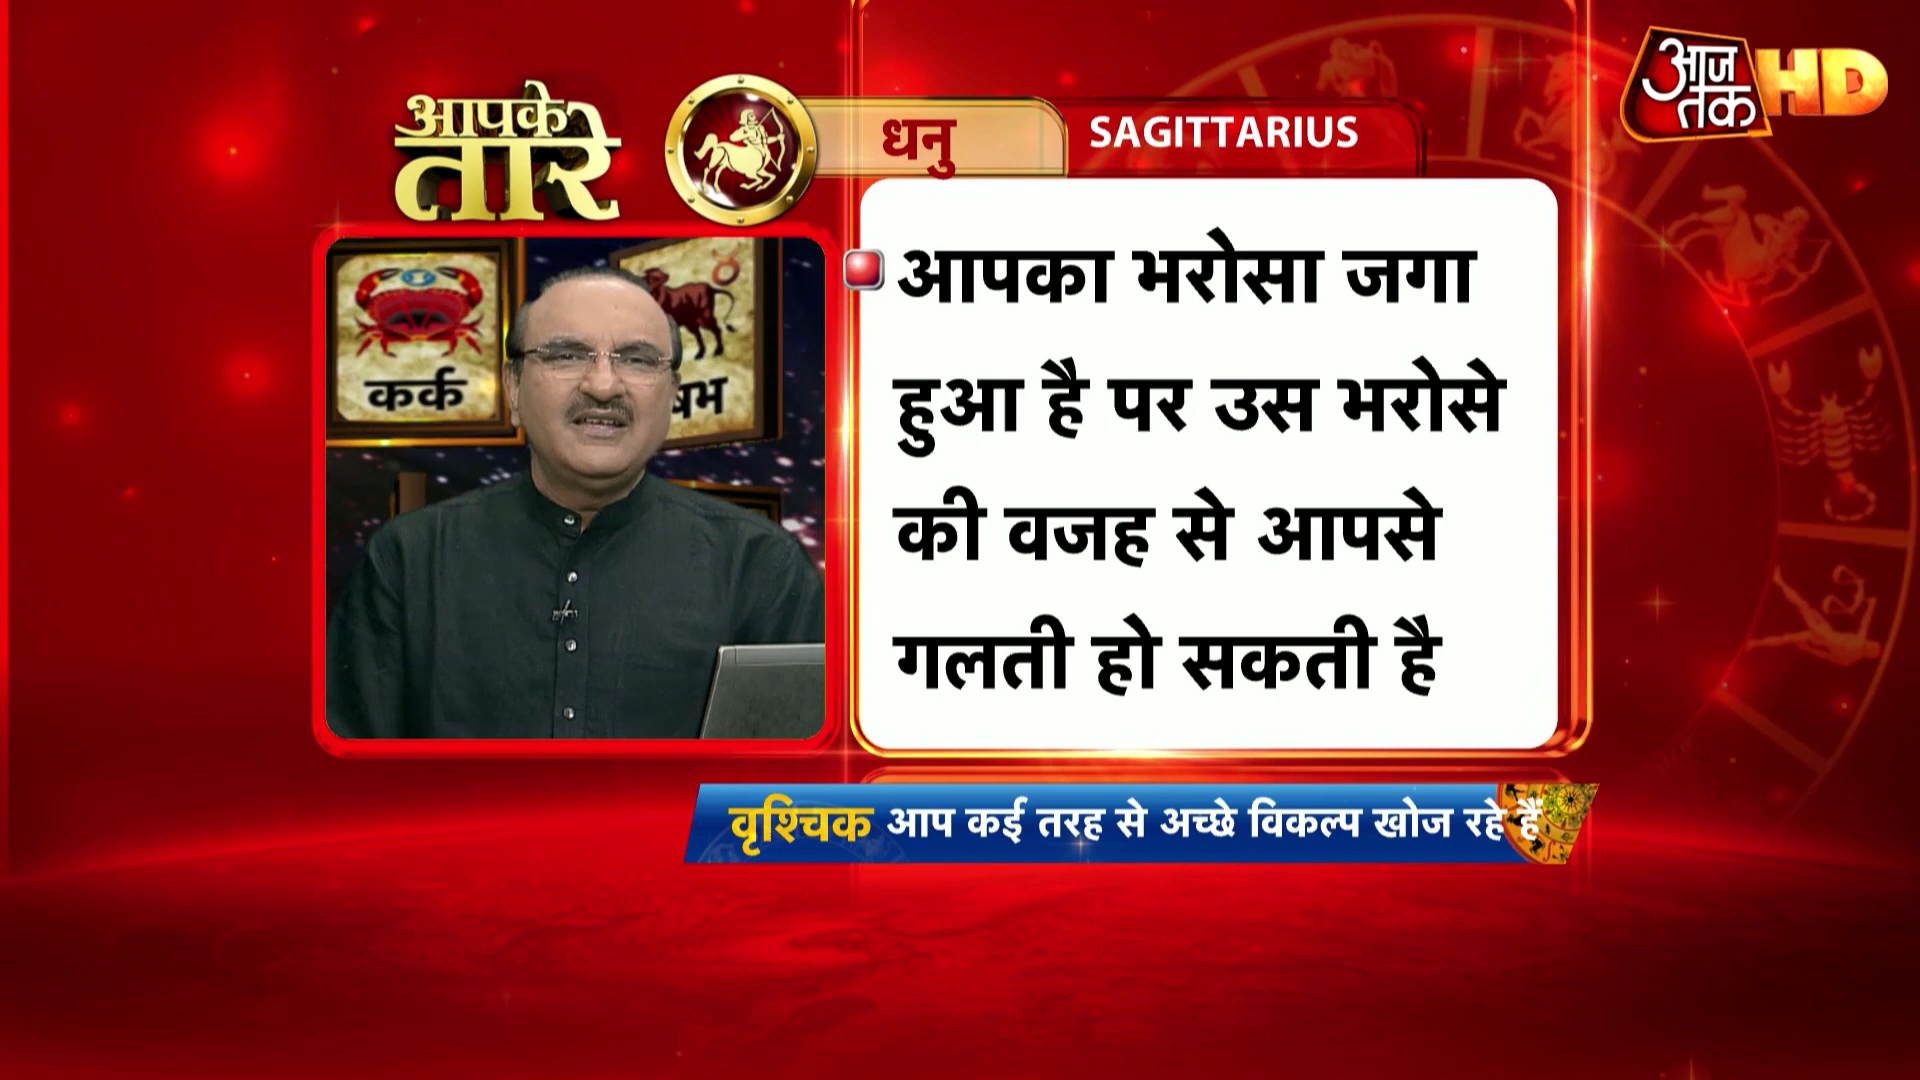 आपके
तारे
धनु
SAGITTARIUS
आज
तक
HD
कर्क
आपका भरोसा जगा
हुआ है पर उस भरोसे
की वजह से आपसे
गलती हो सकती है
वृश्चिक आप कई तरह से अच्छे विकल्प खोज रहे हैं